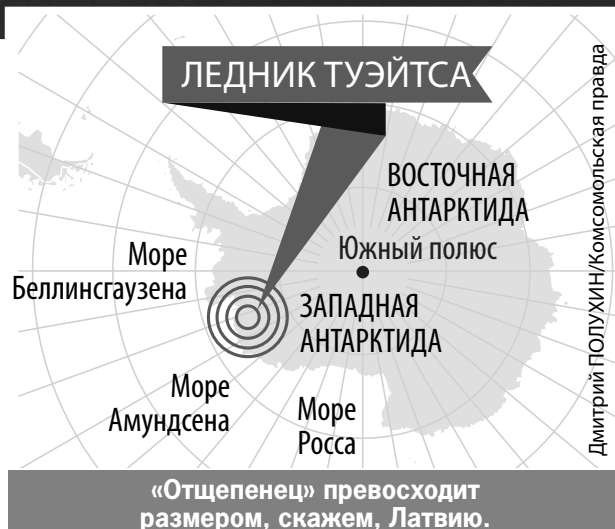 ЛЕДНИК ТУЭЙТСА
ВОСТОЧНАЯ
АНТАРКТИДА
Южный полюс
Море
Беллинсгаузена
ЗАПАДНАЯ
АНТАРКТИДА
Море
Амундсена
Море
Росса
Дмитрий ПОЛУХИН/Комсомольская правда
«Отщепенец» превосходит
размером, скажем, Латвию.